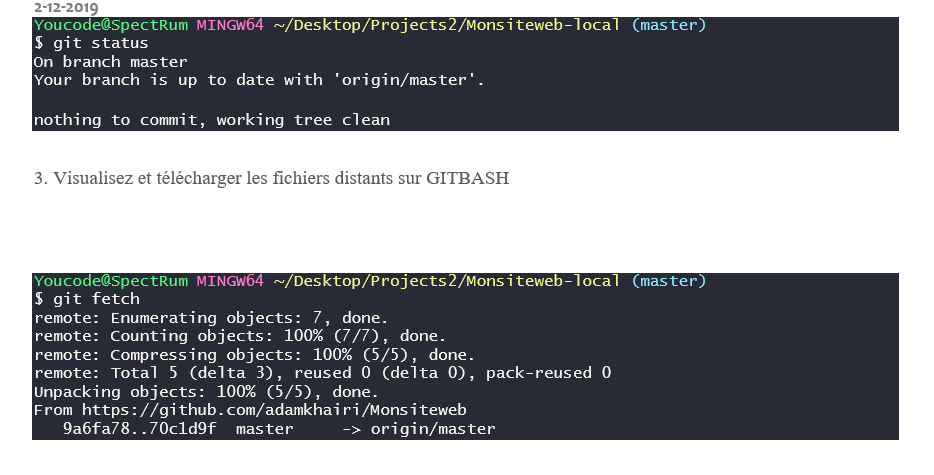 2-12-2019
Youcode@SpectRum MINGW64 ~/Desktop/Projects2/Monsiteweb-local (master)
$ git status
On branch master
Your branch is up to date with 'origin/master'.
nothing to commit, working tree clean
3. Visualisez et télécharger les fichiers distants sur GITBASH
Youcode@SpectRum MINGW64 ~/Desktop/Projects2/Monsiteweb-local (master)
$ git fetch
remote: Enumerating objects: 7, done.
remote: Counting objects: 100% (7/7), done.
remote: Compressing objects: 100% (5/5), done.
remote: Total 5 (delta 3), reused 0 (delta 0), pack-reused 0
Unpacking objects: 100% (5/5), done.
From https://github.com/adamkhairi/Monsiteweb
   9a6fa78..70c1d9f  master     -> origin/master